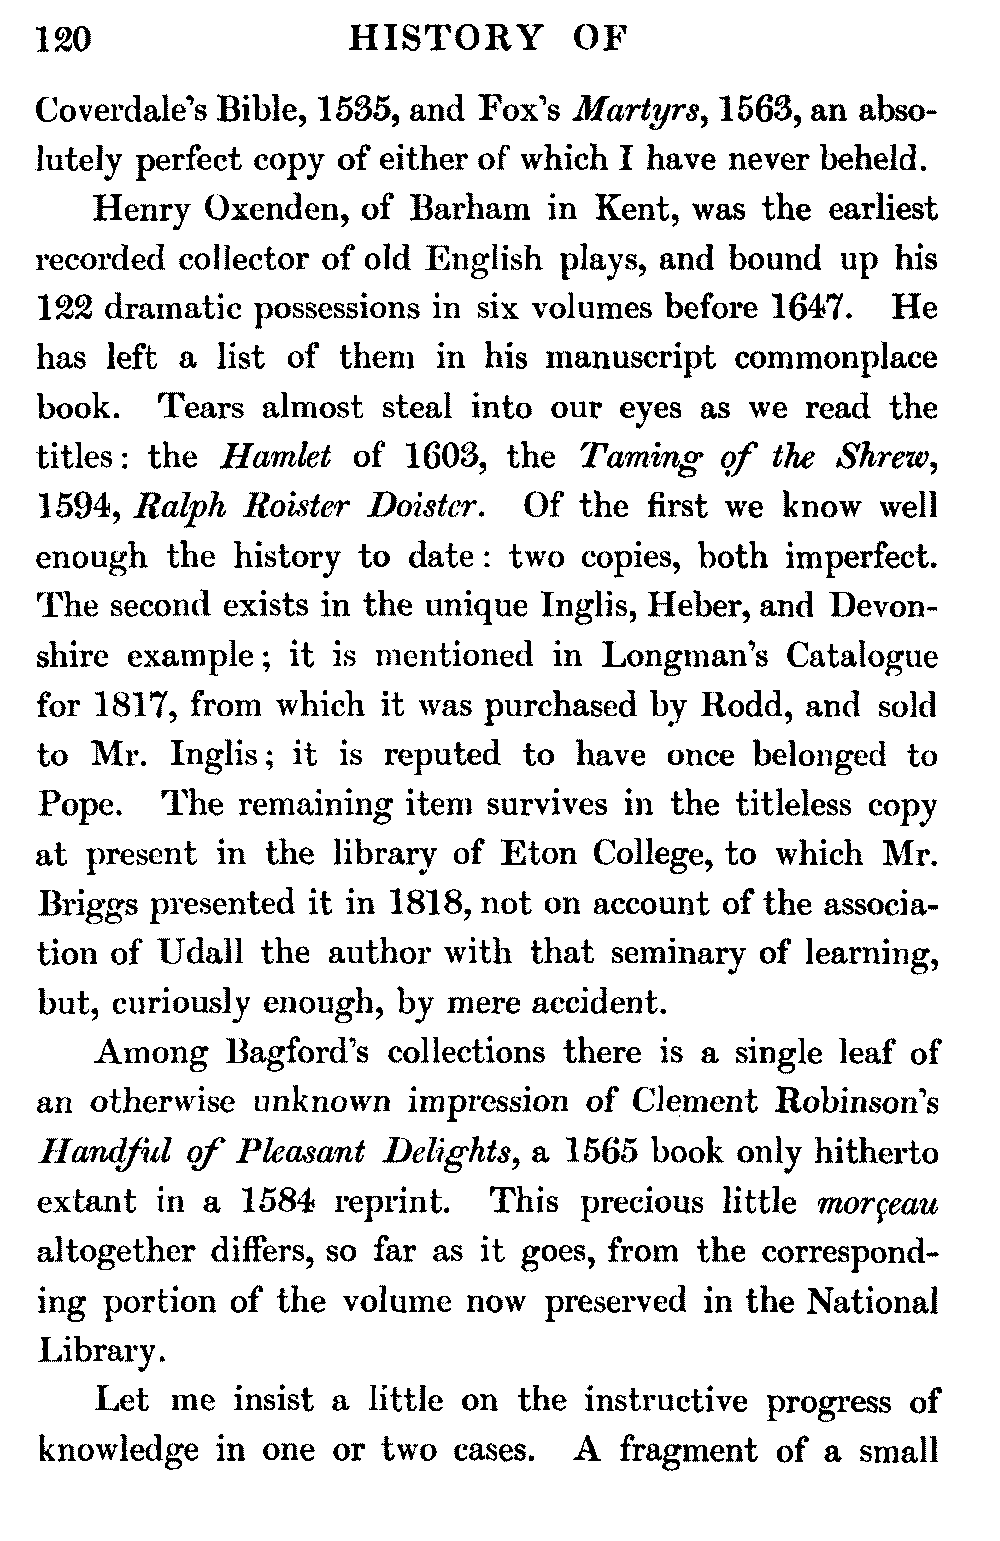 120 HISTORY OF
Coverdale's Bible, 1535, and Fox's Martyrs, 1563, an abso-
lutely perfect copy of either of which I have never beheld.
Henry Oxenden, of Barham in Kent, was the earliest
recorded collector of old English plays, and bound up his
122 dramatic possessions in six volumes before 1647. He
has left a list of them in his manuscript commonplace
book. Tears almost steal into our eyes as we read the
titles: the Hamlet of 1603, the Taming of the Shrew,
1594, Ralph Roister Doister. Of the first we know well
enough the history to date: two copies, both imperfect.
The second exists in the unique Inglis, Heber, and Devon-
shire example; it is mentioned in Longman's Catalogue
for 1817, from which it was purchased by Rodd, and sold
to Mr. Inglis; it is reputed to have once belonged to
Pope. The remaining item survives in the titleless copy
at present in the library of Eton College, to which Mr.
Briggs presented it in 1818, not on account of the associa-
tion of Udall the author with that seminary of learning,
but, curiously enough, by mere accident.
Among Bagford's collections there is a single leaf of
an otherwise unknown impression of Clement Robinson's
Handful of Pleasant Delights, a 1565 book only hitherto
extant in a 1584 reprint. This precious little morçeau
altogether differs, so far as it goes, from the correspond-
ing portion of the volume now preserved in the National
Library.
Let me insist a little on the instructive progress of
knowledge in one or two cases. A fragment of a small